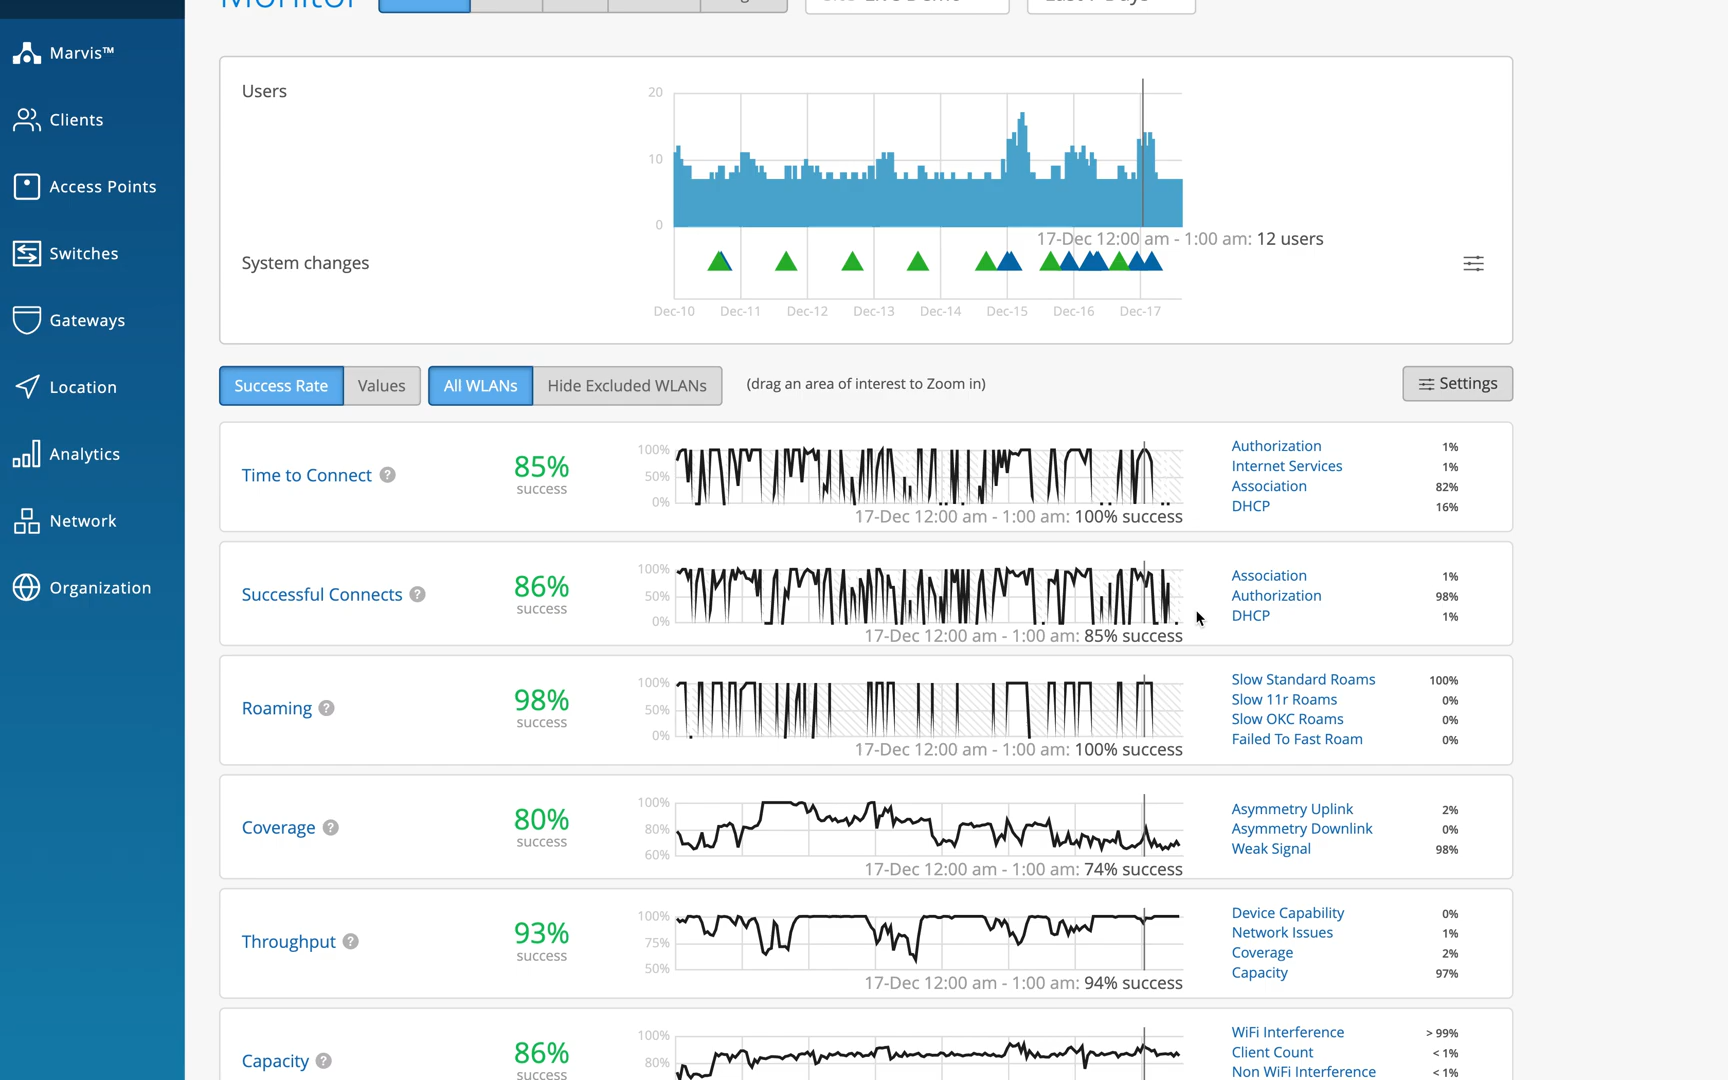 Monitor
Marvis™
Clients
Access Points
Switches
Gateways
Location
Analytics
Network
Organization
Users
20
10
0
17-Dec 12:00 am - 1:00 am: 12 users
System changes
Dec-10 Dec-11 Dec-12 Dec-13 Dec-14 Dec-15 Dec-16 Dec-17
Success Rate Values All WLANs Hide Excluded WLANs (drag an area of interest to Zoom in) Settings
Time to Connect ?
85%
success
100%
50%
0%
17-Dec 12:00 am - 1:00 am: 100% success
Authorization 1%
Internet Services 1%
Association 82%
DHCP 16%
Successful Connects ?
86%
success
100%
50%
0%
17-Dec 12:00 am - 1:00 am: 85% success
Association 1%
Authorization 98%
DHCP 1%
Roaming ?
98%
success
100%
50%
0%
17-Dec 12:00 am - 1:00 am: 100% success
Slow Standard Roams 100%
Slow 11r Roams 0%
Slow OKC Roams 0%
Failed To Fast Roam 0%
Coverage ?
80%
success
100%
80%
60%
17-Dec 12:00 am - 1:00 am: 74% success
Asymmetry Uplink 2%
Asymmetry Downlink 0%
Weak Signal 98%
Throughput ?
93%
success
100%
75%
50%
17-Dec 12:00 am - 1:00 am: 94% success
Device Capability 0%
Network Issues 1%
Coverage 2%
Capacity 97%
Capacity ?
86%
success
100%
80%
WiFi Interference > 99%
Client Count < 1%
Non WiFi Interference < 1%